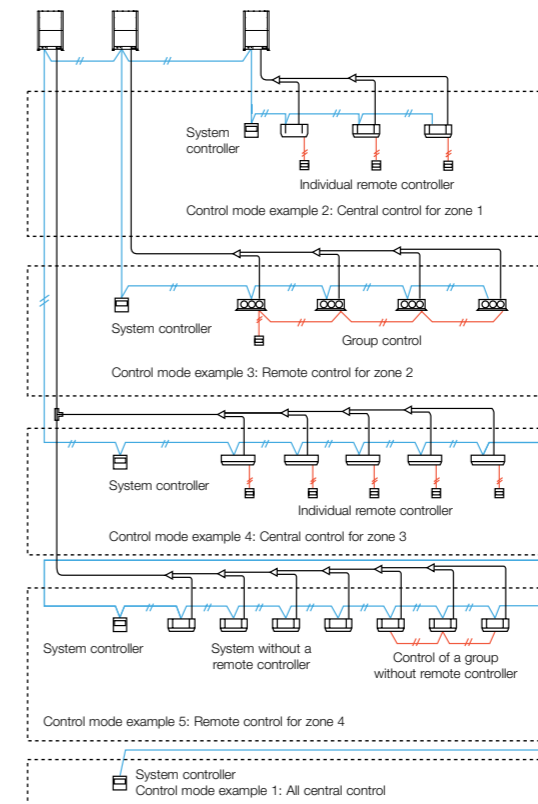 System
controller
Individual remote controller
Control mode example 2: Central control for zone 1
System controller
Group control
Control mode example 3: Remote control for zone 2
System controller
Individual remote controller
Control mode example 4: Central control for zone 3
System controller
System without a
remote controller
Control of a group
without remote controller
Control mode example 5: Remote control for zone 4
System controller
Control mode example 1: All central control